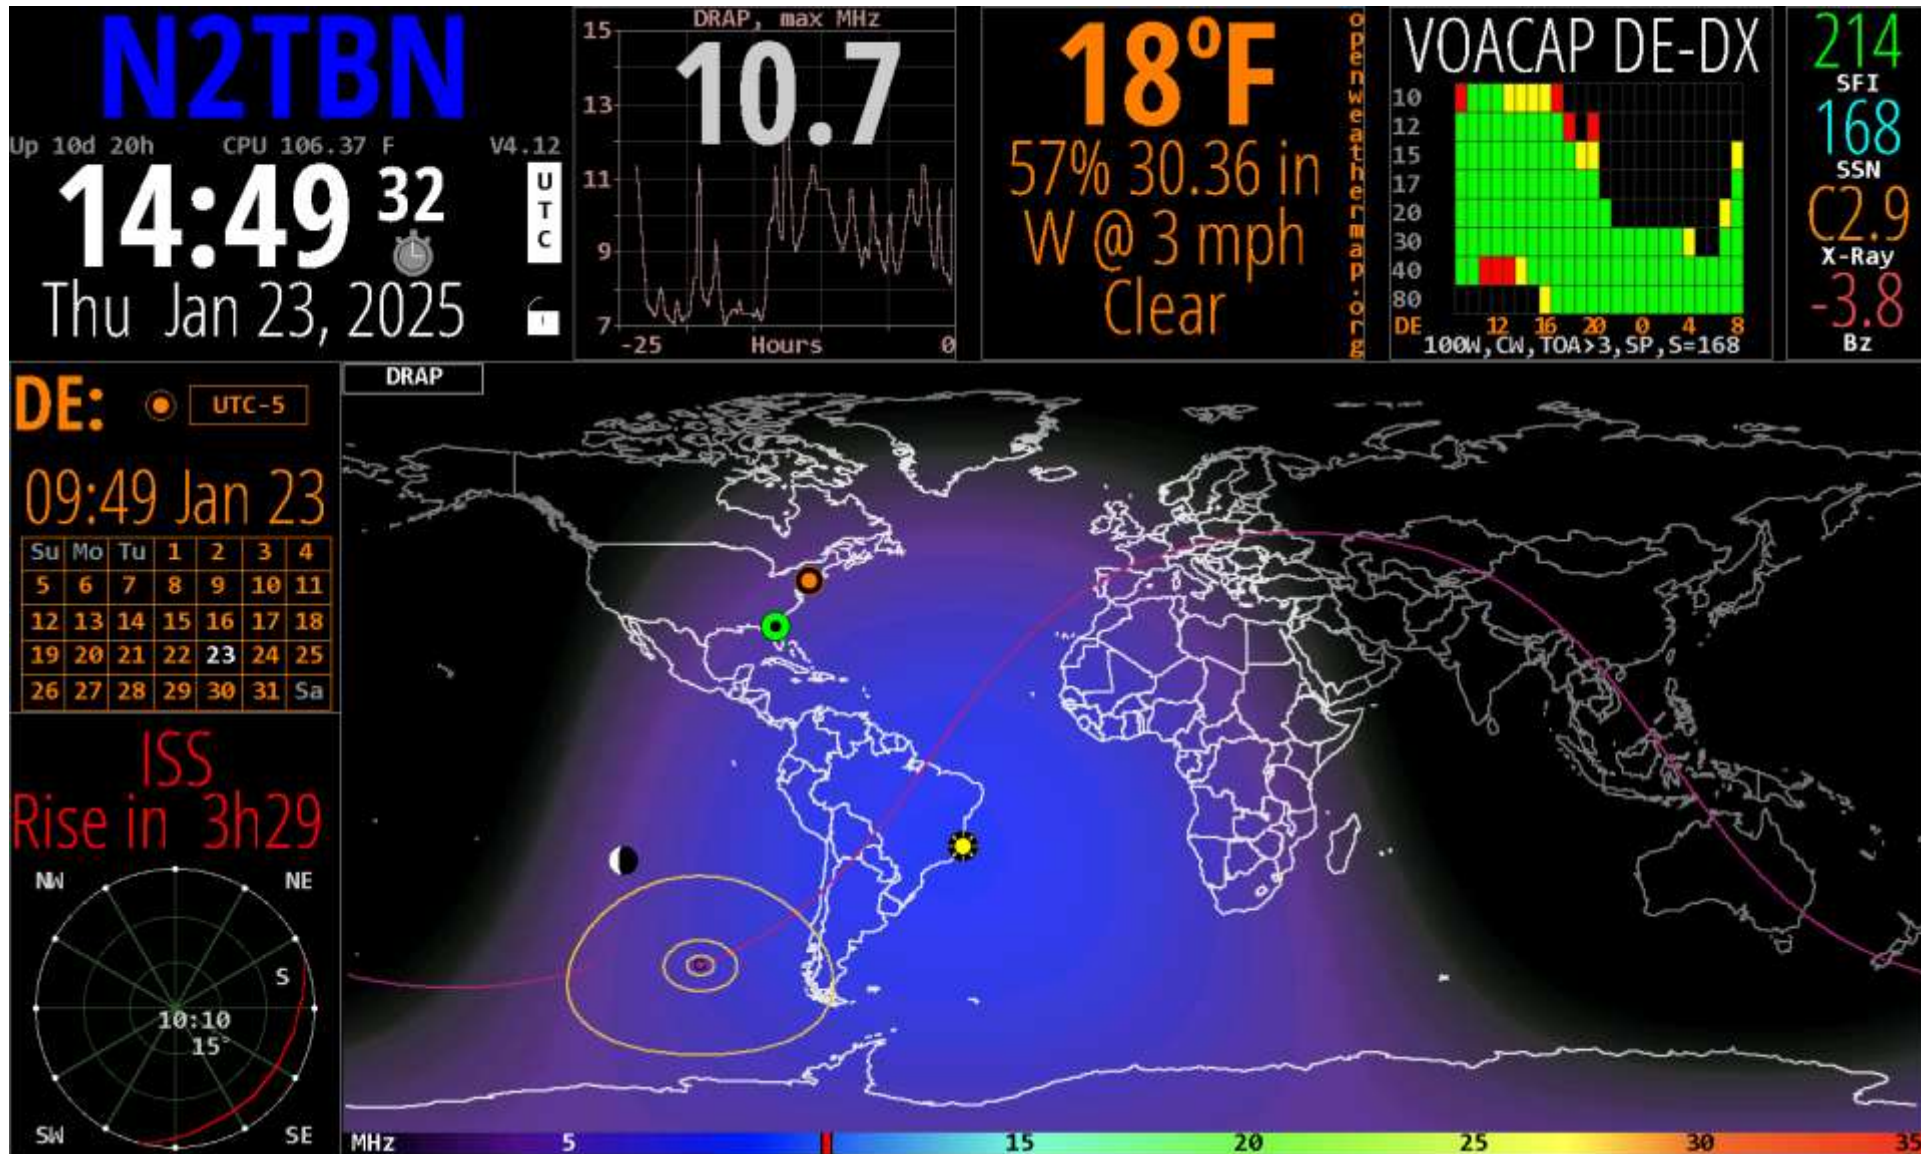 N2TBN
Up 10d 20h CPU 106.37 F V4.12
14:49 32
UTC
Thu Jan 23, 2025
DRAP, max MHz
10.7
15
13
11
9
7
-25 Hours 0
18ºF
57% 30.36 in
W @ 3 mph
Clear
openweathermap.org
VOACAP DE-DX
10
12
15
17
20
30
40
80
DE 12 16 20 0 4 8
100W,CW,TOA>3,SP,S=168
214
SFI
168
SSN
C2.9
X-Ray
-3.8
Bz
DE: UTC-5
09:49 Jan 23
Su Mo Tu 1 2 3 4
5 6 7 8 9 10 11
12 13 14 15 16 17 18
19 20 21 22 23 24 25
26 27 28 29 30 31 Sa
ISS
Rise in 3h29
NW NE
S
10:10
15°
SW SE
DRAP
MHz 5 15 20 25 30 35